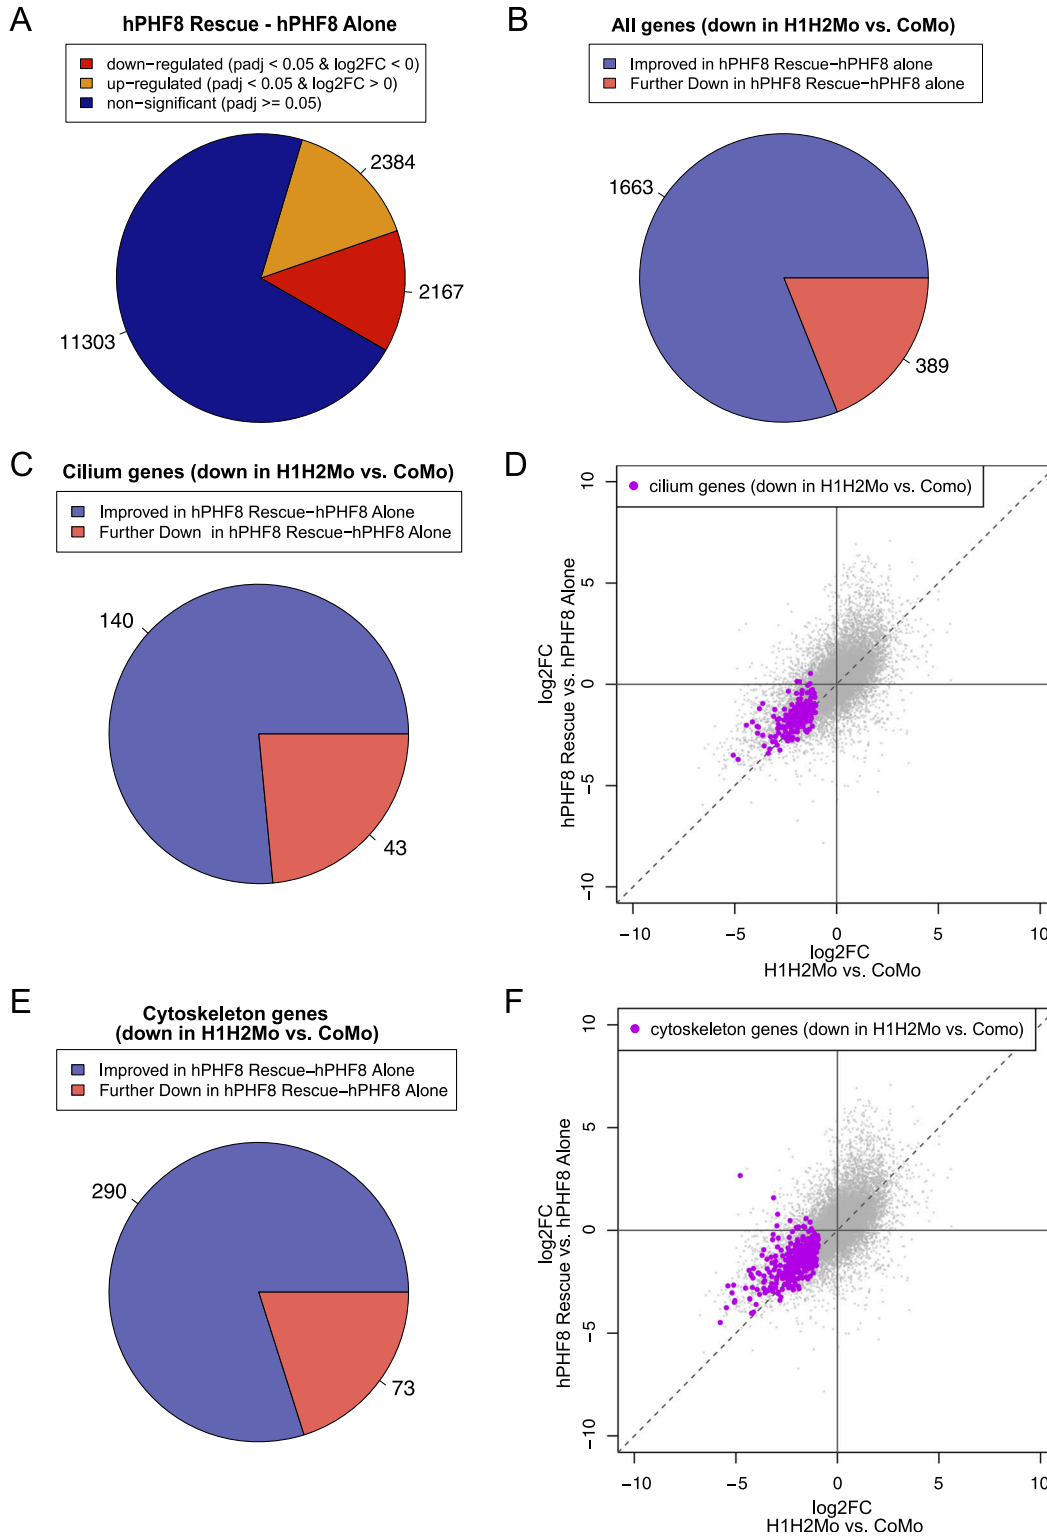 A
hPHF8 Rescue - hPHF8 Alone
down-regulated (padj < 0.05 & log2FC < 0)
up-regulated (padj < 0.05 & log2FC > 0)
non-significant (padj >= 0.05)
2384
2167
11303
B
All genes (down in H1H2Mo vs. CoMo)
Improved in hPHF8 Rescue-hPHF8 alone
Further Down in hPHF8 Rescue-hPHF8 alone
1663
389
C
Cilium genes (down in H1H2Mo vs. CoMo)
Improved in hPHF8 Rescue-hPHF8 Alone
Further Down in hPHF8 Rescue-hPHF8 Alone
140
43
D
cilium genes (down in H1H2Mo vs. Como)
log2FC
hPHF8 Rescue vs. hPHF8 Alone
10
5
0
-5
-10
-10 -5 0 5 10
log2FC
H1H2Mo vs. CoMo
E
Cytoskeleton genes
(down in H1H2Mo vs. CoMo)
Improved in hPHF8 Rescue-hPHF8 Alone
Further Down in hPHF8 Rescue-hPHF8 Alone
290
73
F
cytoskeleton genes (down in H1H2Mo vs. Como)
log2FC
hPHF8 Rescue vs. hPHF8 Alone
10
5
0
-5
-10
-10 -5 0 5 10
log2FC
H1H2Mo vs. CoMo